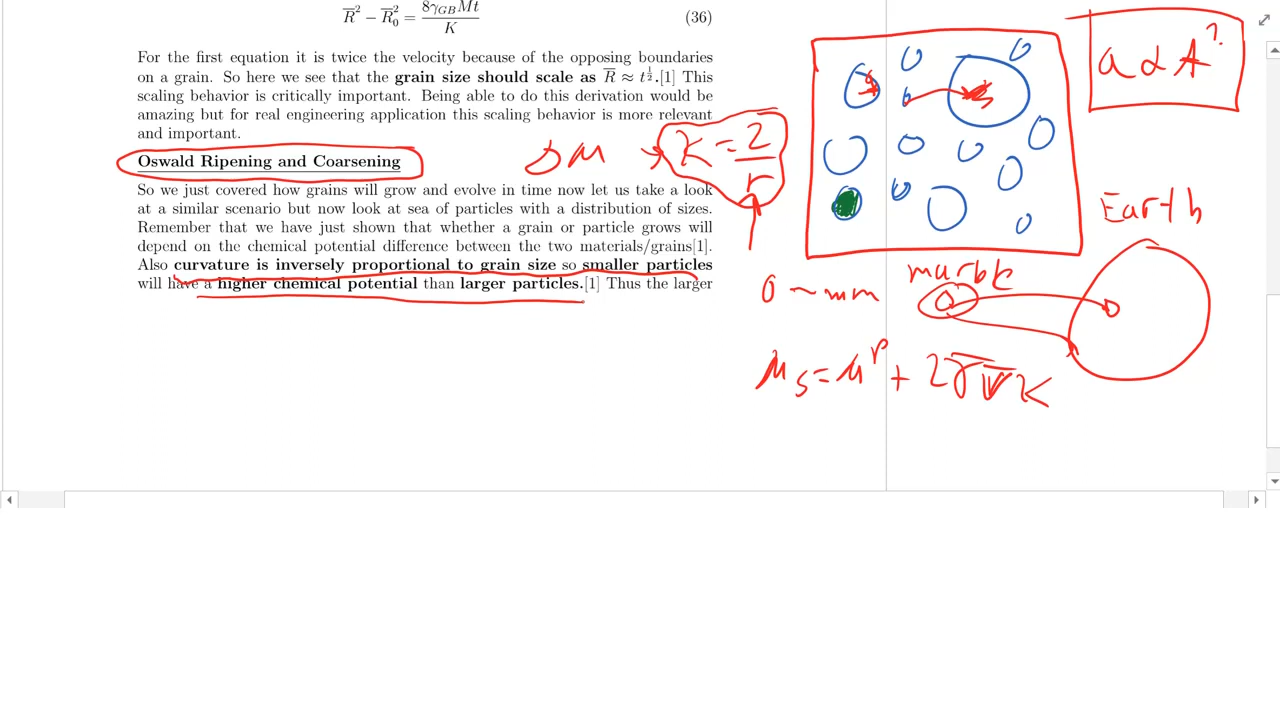 R̅² − R̅₀² = 8γ_GB Mt / K (36)
For the first equation it is twice the velocity because of the opposing boundaries
on a grain. So here we see that the grain size should scale as R̅ ≈ t^½.[1] This
scaling behavior is critically important. Being able to do this derivation would be
amazing but for real engineering application this scaling behavior is more relevant
and important.
Oswald Ripening and Coarsening
So we just covered how grains will grow and evolve in time now let us take a look
at a similar scenario but now look at sea of particles with a distribution of sizes.
Remember that we have just shown that whether a grain or particle grows will
depend on the chemical potential difference between the two materials/grains[1].
Also curvature is inversely proportional to grain size so smaller particles
will have a higher chemical potential than larger particles.[1] Thus the larger
K = 2/r
a α A?
Earth
marble
0 ~ mm
μs = μ^r + 2γV̅K